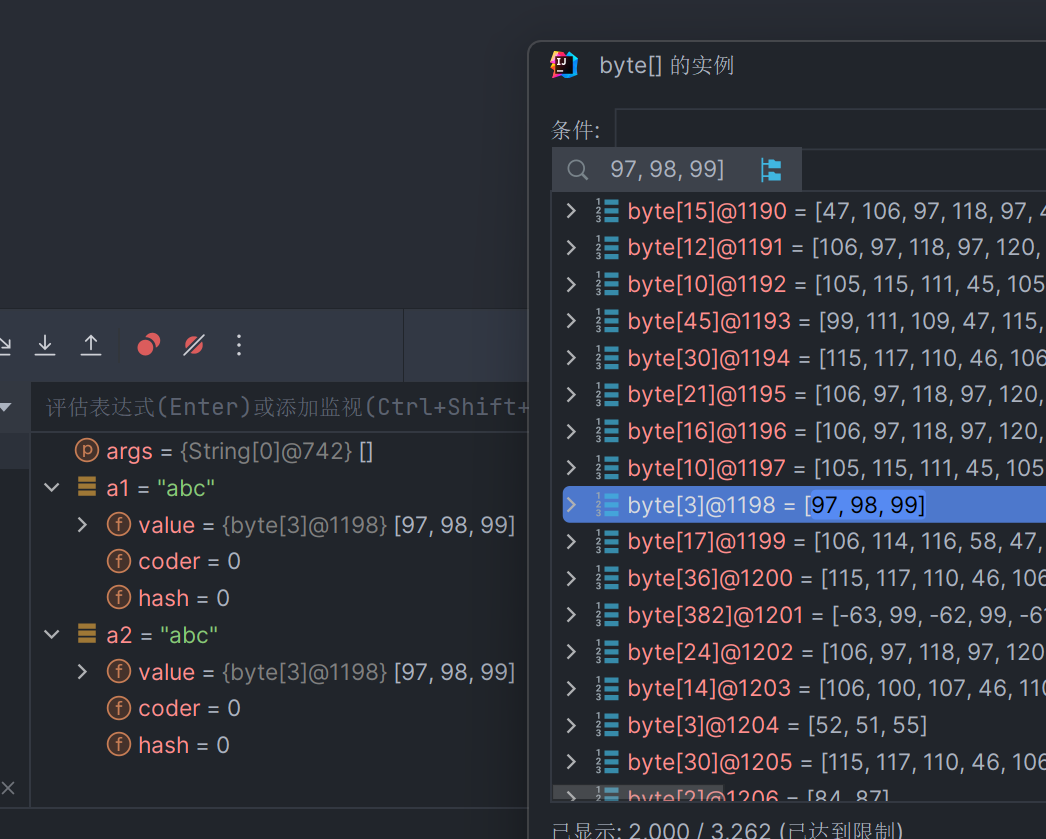 byte[] 的实例
条件:
97, 98, 99]
byte[15]@1190 = [47, 106, 97, 118, 97, 4
byte[12]@1191 = [106, 97, 118, 97, 120,
byte[10]@1192 = [105, 115, 111, 45, 105
byte[45]@1193 = [99, 111, 109, 47, 115,
byte[30]@1194 = [115, 117, 110, 46, 106
byte[21]@1195 = [106, 97, 118, 97, 120,
byte[16]@1196 = [106, 97, 118, 97, 120,
byte[10]@1197 = [105, 115, 111, 45, 105
byte[3]@1198 = [97, 98, 99]
byte[17]@1199 = [106, 114, 116, 58, 47,
byte[36]@1200 = [115, 117, 110, 46, 106
byte[382]@1201 = [-63, 99, -62, 99, -6
byte[24]@1202 = [106, 97, 118, 97, 120
byte[14]@1203 = [106, 100, 107, 46, 110
byte[3]@1204 = [52, 51, 55]
byte[30]@1205 = [115, 117, 110, 46, 106
byte[2]@1206 = [84, 87]
已显示: 2,000 / 3,262 (已达到限制)
评估表达式(Enter)或添加监视(Ctrl+Shift+
args = {String[0]@742} []
a1 = "abc"
value = {byte[3]@1198} [97, 98, 99]
coder = 0
hash = 0
a2 = "abc"
value = {byte[3]@1198} [97, 98, 99]
coder = 0
hash = 0